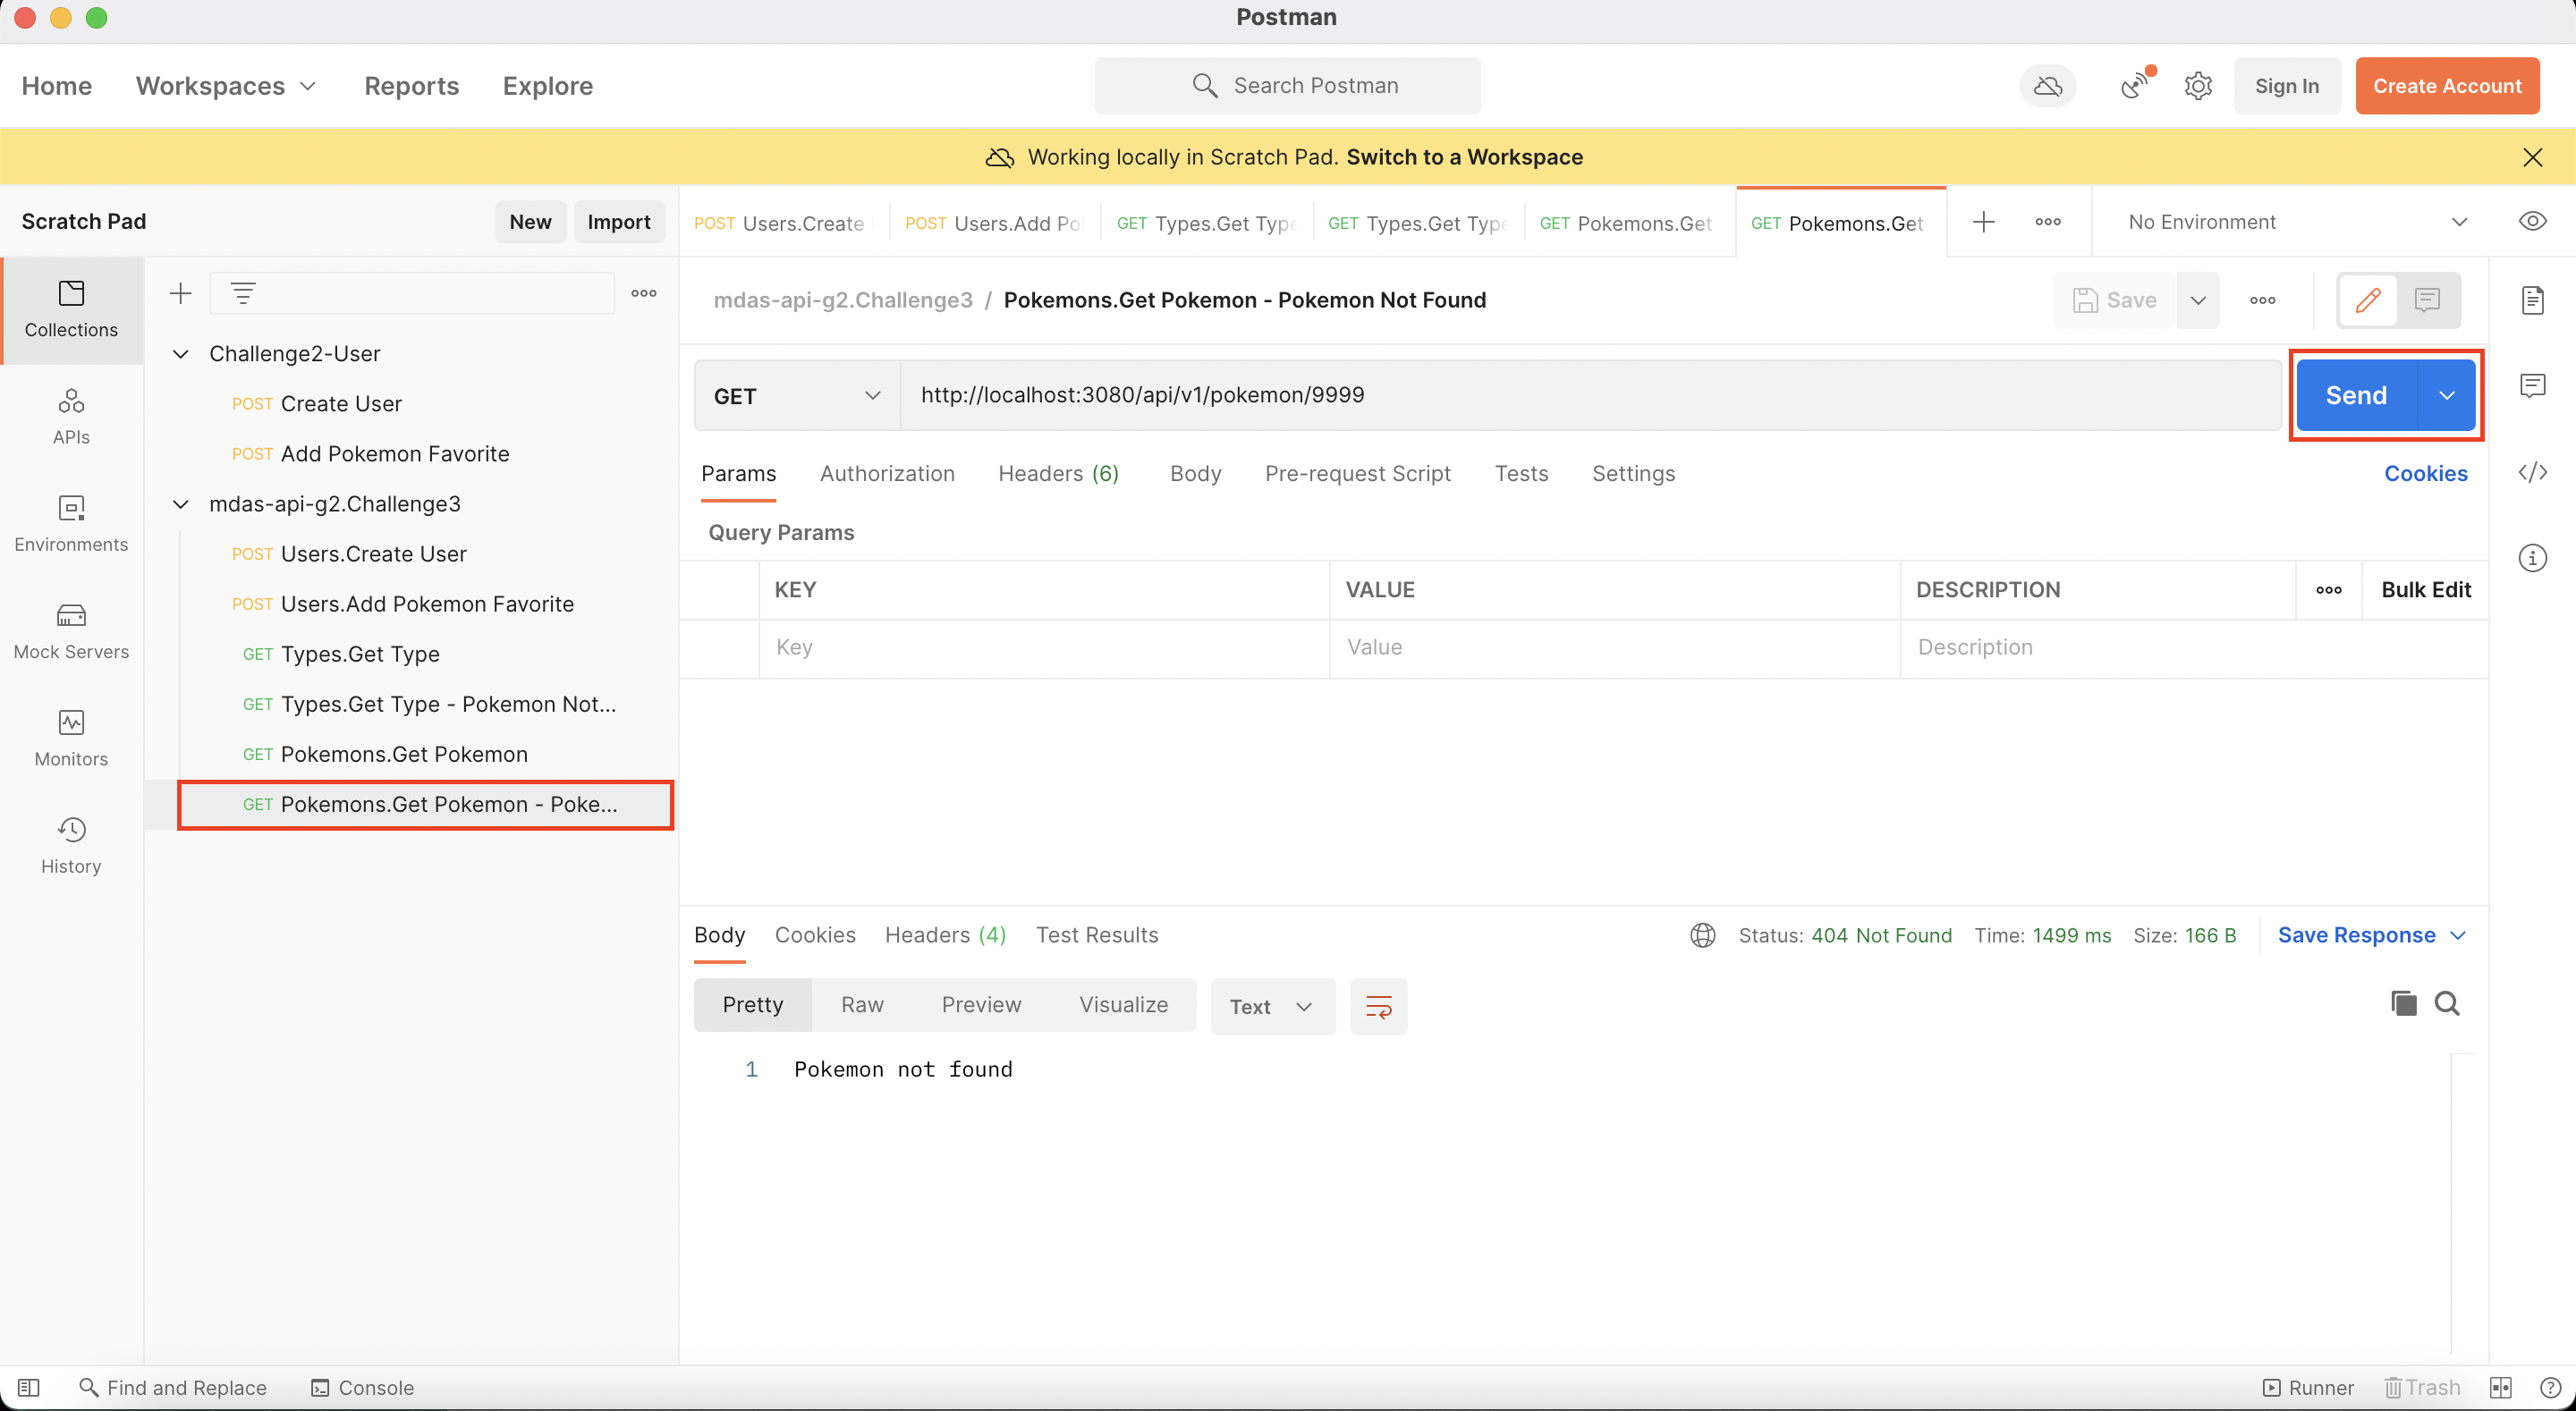 Postman
Home Workspaces Reports Explore Search Postman Sign In Create Account
Working locally in Scratch Pad. Switch to a Workspace
Scratch Pad New Import
POST Users.Create POST Users.Add Po GET Types.Get Type GET Types.Get Type GET Pokemons.Get GET Pokemons.Get No Environment
Collections
APIs
Environments
Mock Servers
Monitors
History
Challenge2-User
POST Create User
POST Add Pokemon Favorite
mdas-api-g2.Challenge3
POST Users.Create User
POST Users.Add Pokemon Favorite
GET Types.Get Type
GET Types.Get Type - Pokemon Not...
GET Pokemons.Get Pokemon
GET Pokemons.Get Pokemon - Poke...
mdas-api-g2.Challenge3 / Pokemons.Get Pokemon - Pokemon Not Found Save
GET http://localhost:3080/api/v1/pokemon/9999 Send
Params Authorization Headers (6) Body Pre-request Script Tests Settings Cookies
Query Params
KEY VALUE DESCRIPTION Bulk Edit
Key Value Description
Body Cookies Headers (4) Test Results Status: 404 Not Found Time: 1499 ms Size: 166 B Save Response
Pretty Raw Preview Visualize Text
1 Pokemon not found
Find and Replace Console Runner Trash